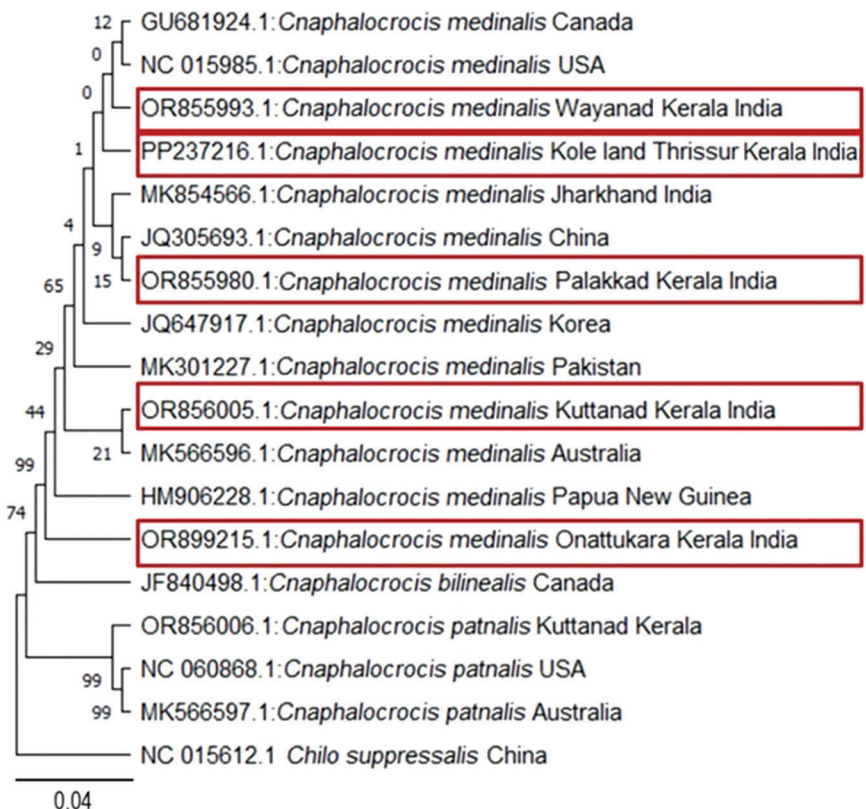 12
GU681924.1:Cnaphalocrocis medinalis Canada
0
NC 015985.1:Cnaphalocrocis medinalis USA
0
OR855993.1:Cnaphalocrocis medinalis Wayanad Kerala India
1
PP237216.1:Cnaphalocrocis medinalis Kole land Thrissur Kerala India
MK854566.1:Cnaphalocrocis medinalis Jharkhand India
4
JQ305693.1:Cnaphalocrocis medinalis China
9
15
OR855980.1:Cnaphalocrocis medinalis Palakkad Kerala India
65
JQ647917.1:Cnaphalocrocis medinalis Korea
29
MK301227.1:Cnaphalocrocis medinalis Pakistan
44
OR856005.1:Cnaphalocrocis medinalis Kuttanad Kerala India
21
MK566596.1:Cnaphalocrocis medinalis Australia
99
HM906228.1:Cnaphalocrocis medinalis Papua New Guinea
74
OR899215.1:Cnaphalocrocis medinalis Onattukara Kerala India
JF840498.1:Cnaphalocrocis bilinealis Canada
OR856006.1:Cnaphalocrocis patnalis Kuttanad Kerala
NC 060868.1:Cnaphalocrocis patnalis USA
99
99
MK566597.1:Cnaphalocrocis patnalis Australia
NC 015612.1 Chilo suppressalis China
0.04